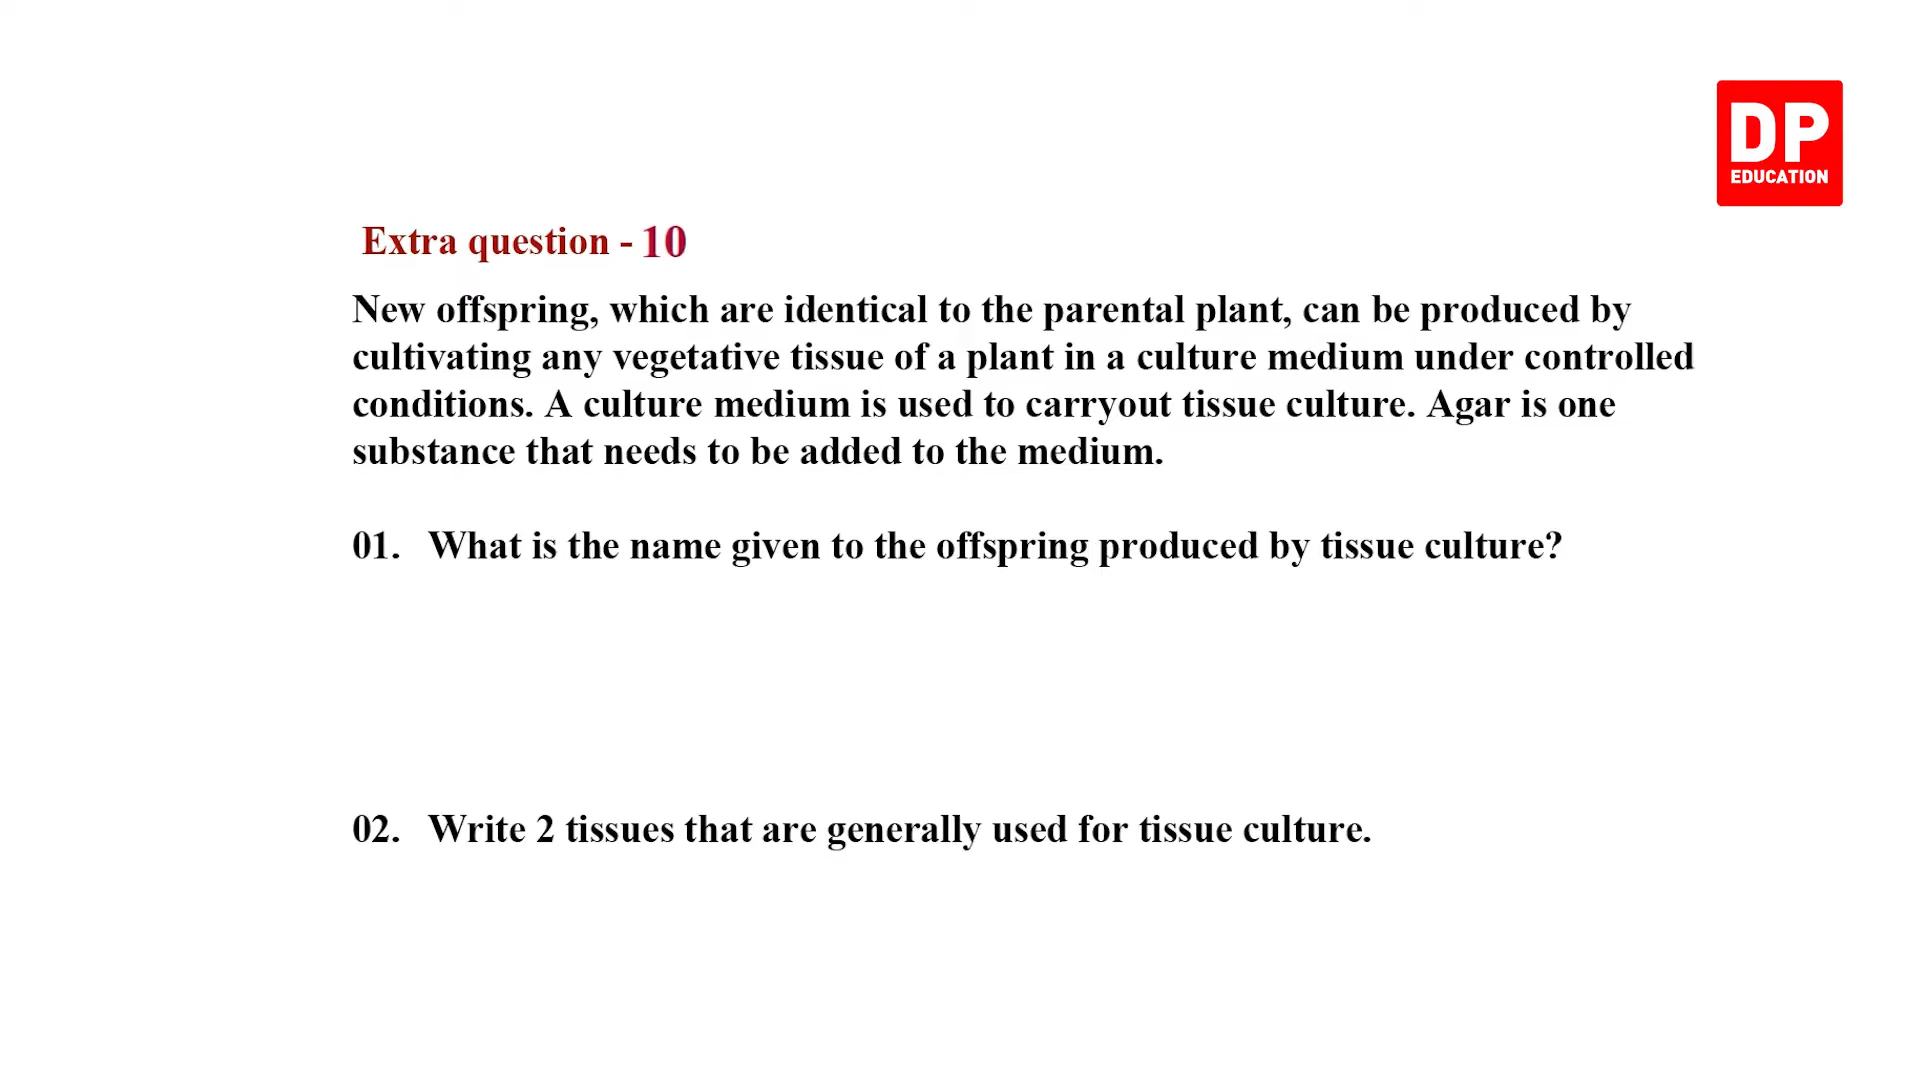 DP
EDUCATION
Extra question - 10
New offspring, which are identical to the parental plant, can be produced by
cultivating any vegetative tissue of a plant in a culture medium under controlled
conditions. A culture medium is used to carryout tissue culture. Agar is one
substance that needs to be added to the medium.
01. What is the name given to the offspring produced by tissue culture?
02. Write 2 tissues that are generally used for tissue culture.